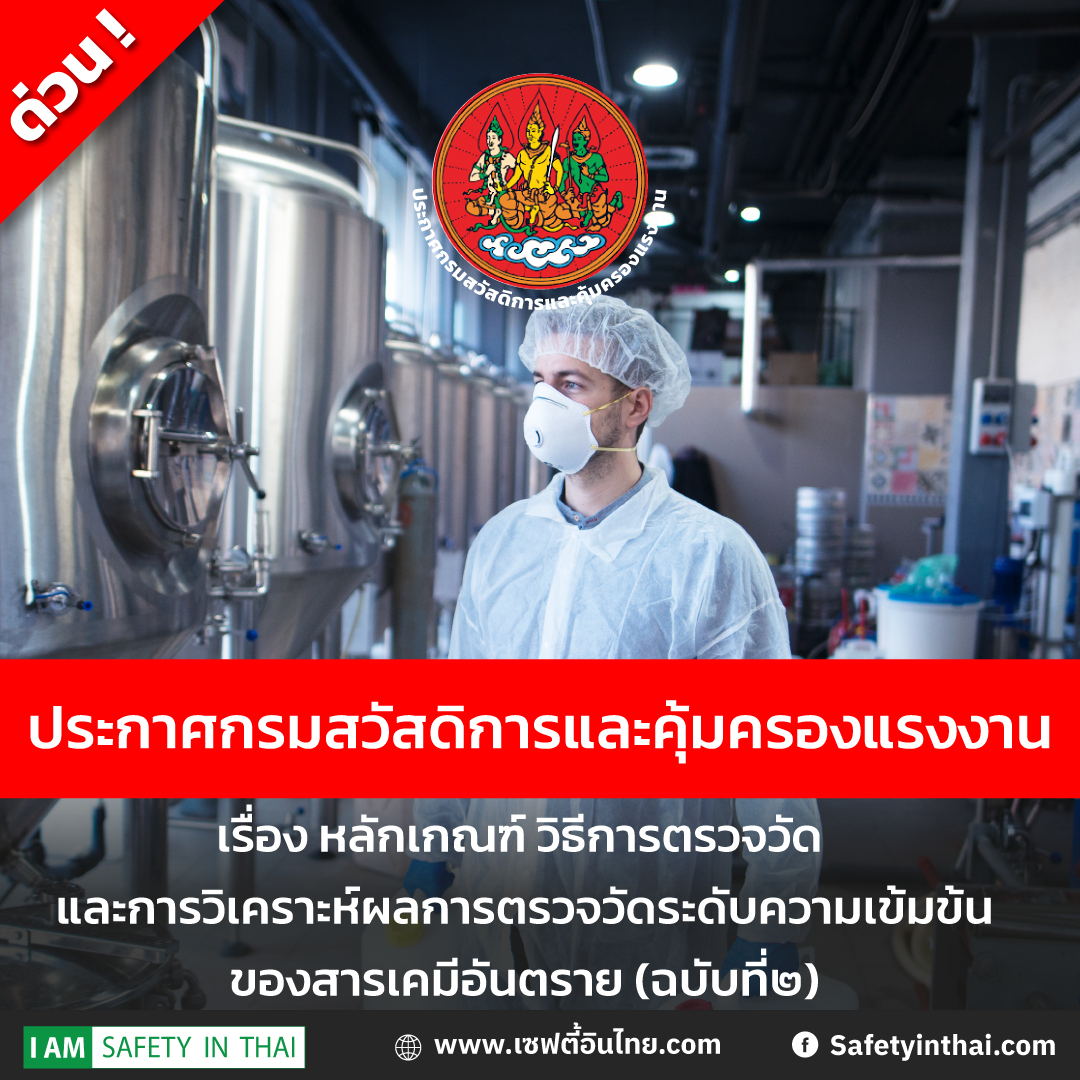 ด่วน !
ประกาศกรมสวัสดิการและคุ้มครองแรงงาน
ประกาศกรมสวัสดิการและคุ้มครองแรงงาน
เรื่อง หลักเกณฑ์ วิธีการตรวจวัด
และการวิเคราะห์ผลการตรวจวัดระดับความเข้มข้น
ของสารเคมีอันตราย (ฉบับที่๒)
I AM SAFETY IN THAI
www.เซฟตี้อินไทย.com
Safetyinthai.com